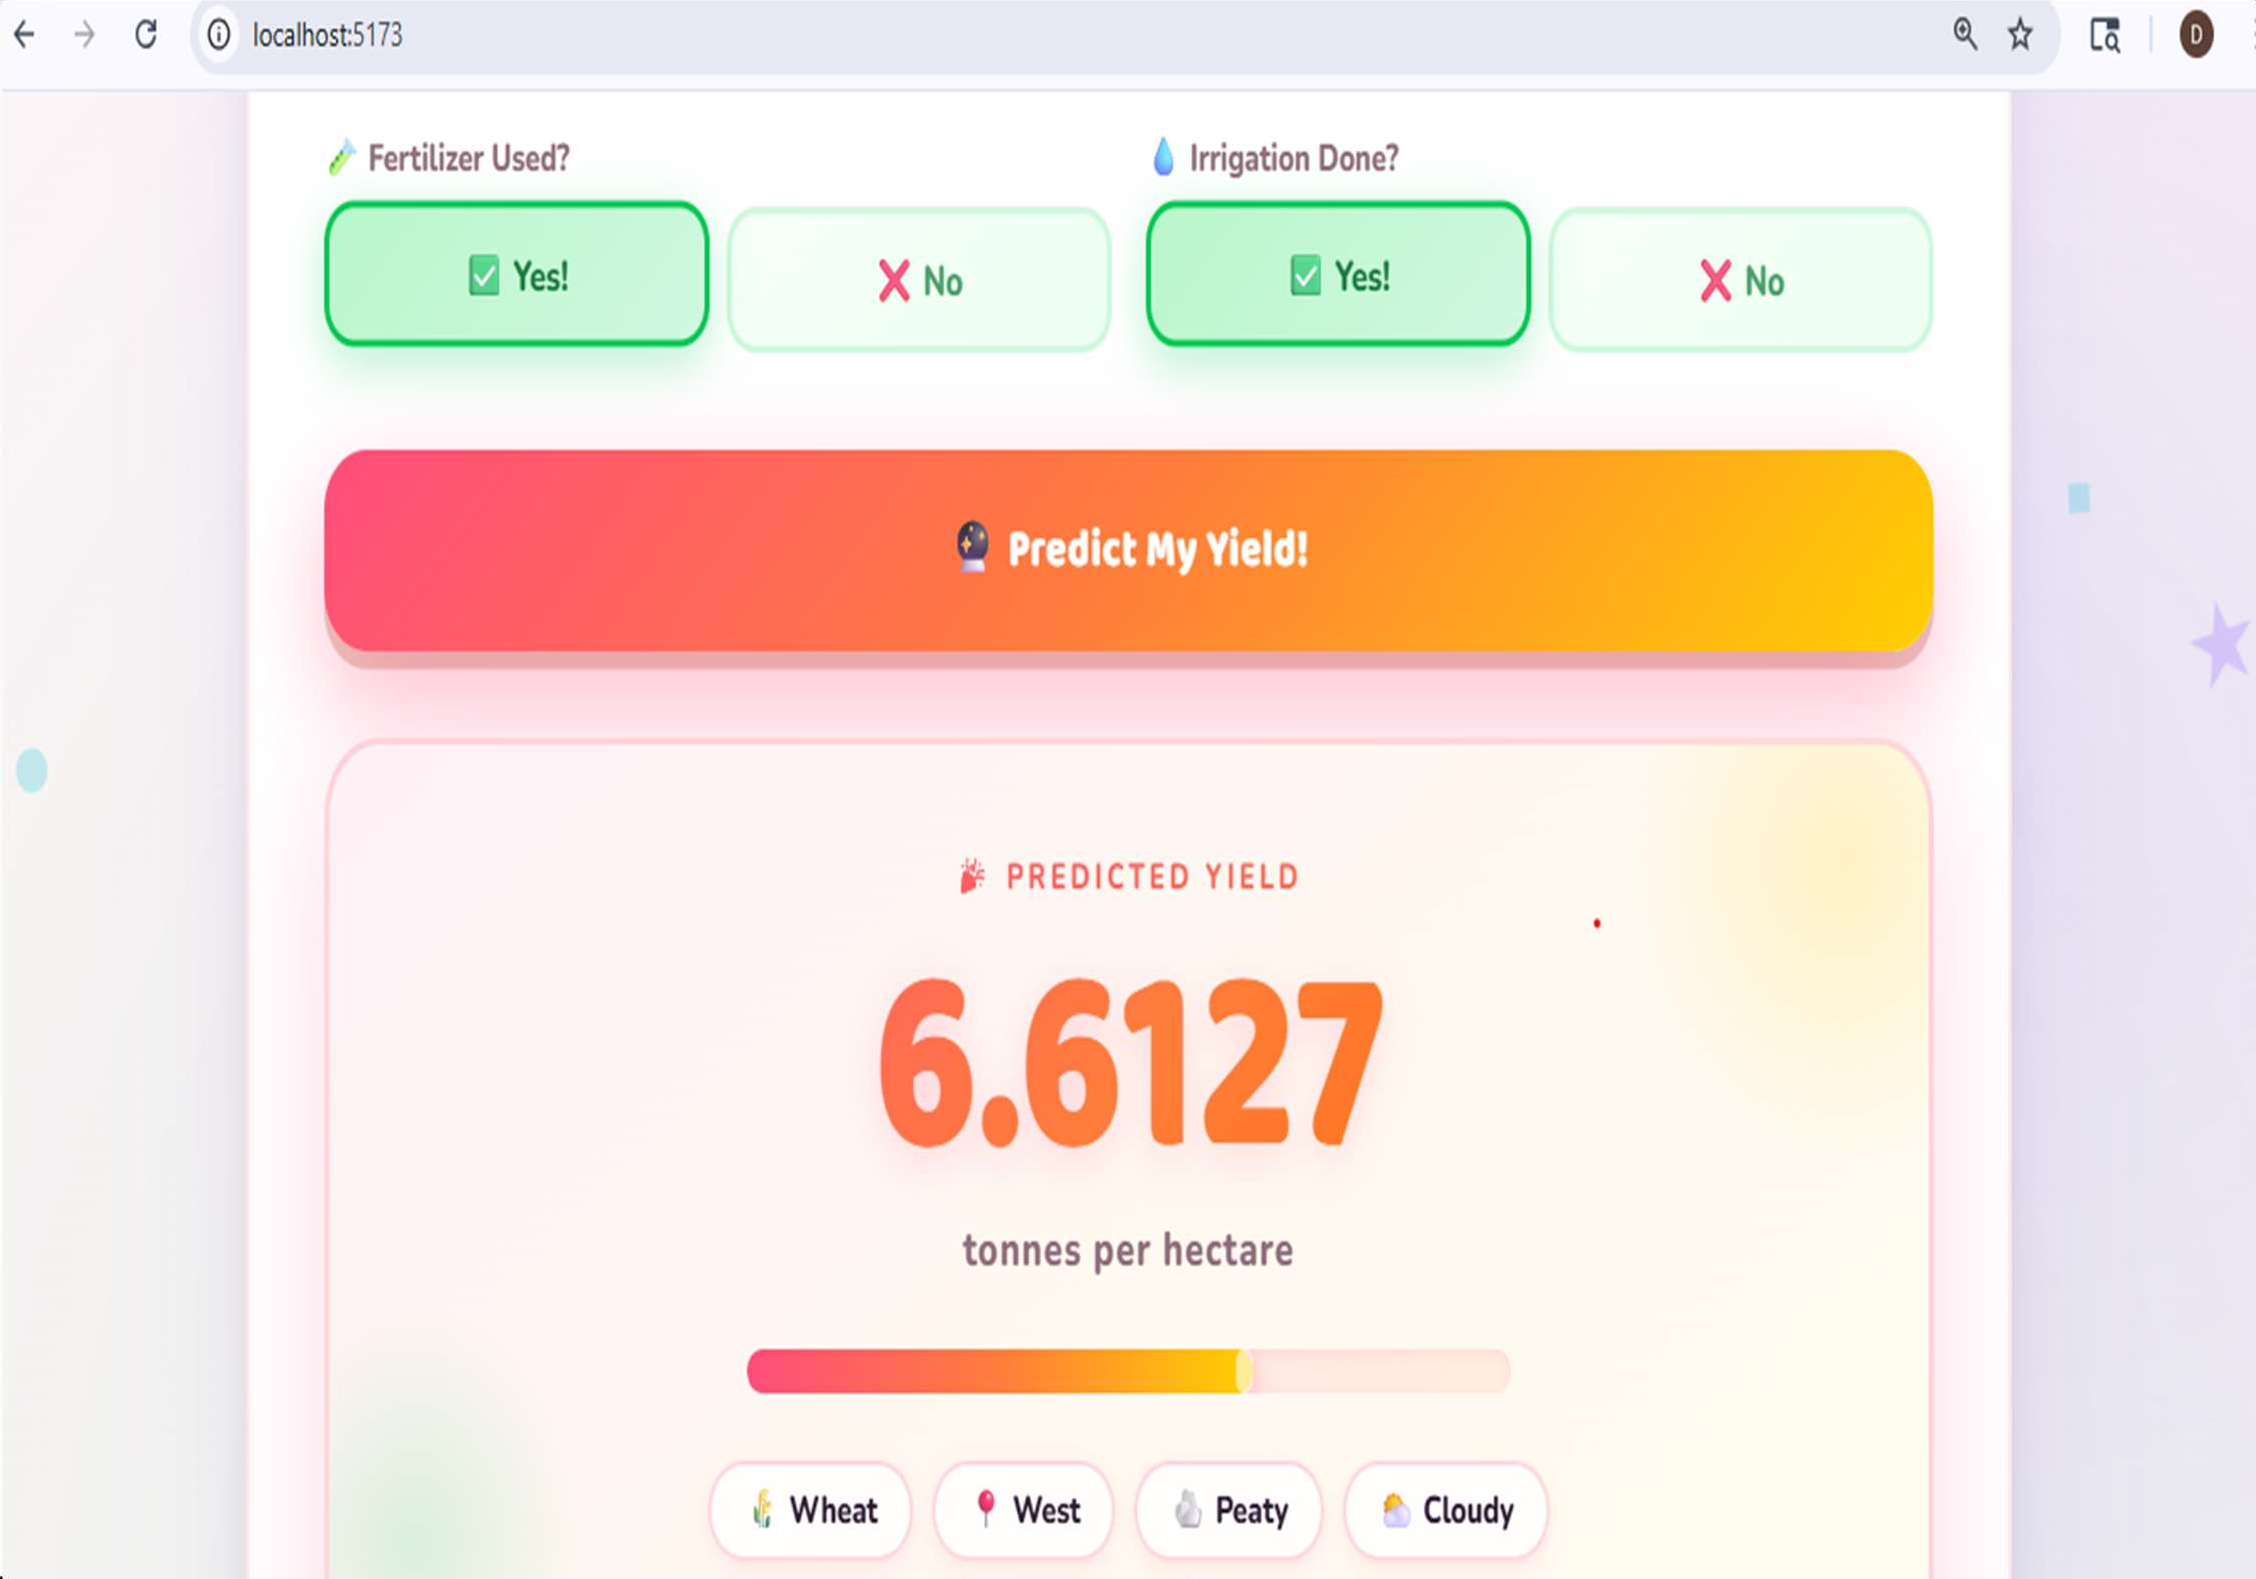 localhost:5173
D
Fertilizer Used? Irrigation Done?
Yes! No Yes! No
Predict My Yield!
PREDICTED YIELD
6.6127
tonnes per hectare
Wheat West Peaty Cloudy